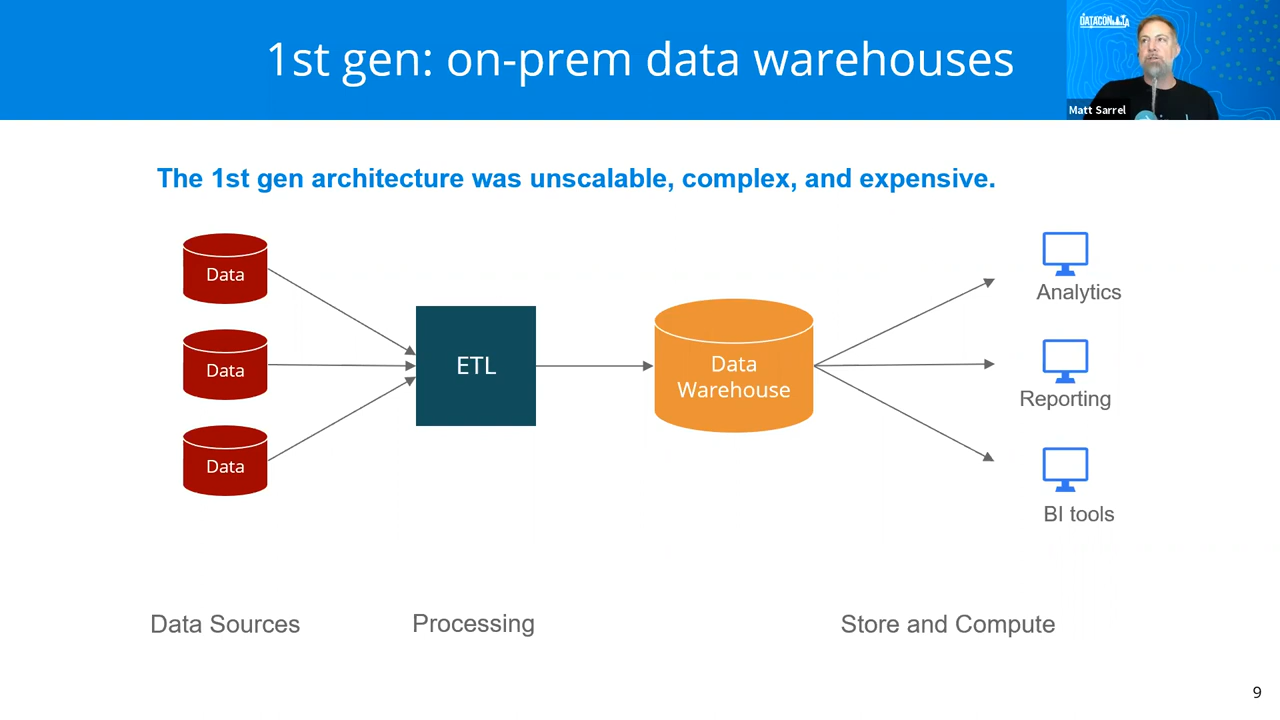 1st gen: on-prem data warehouses
DATACON LA
Matt Sarrel
The 1st gen architecture was unscalable, complex, and expensive.
Data
Data
Data
ETL
Data
Warehouse
Analytics
Reporting
BI tools
Data Sources
Processing
Store and Compute
9